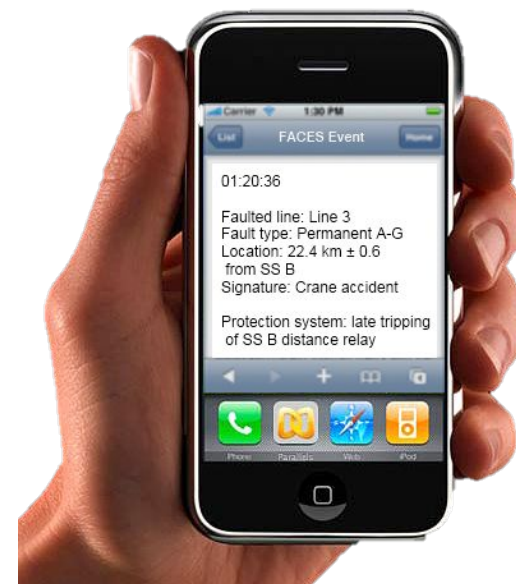 Carrier 1:30 PM
List FACES Event Home
01:20:36
Faulted line: Line 3
Fault type: Permanent A-G
Location: 22.4 km ± 0.6
from SS B
Signature: Crane accident
Protection system: late tripping
of SS B distance relay
Phone Parallels Web iPod